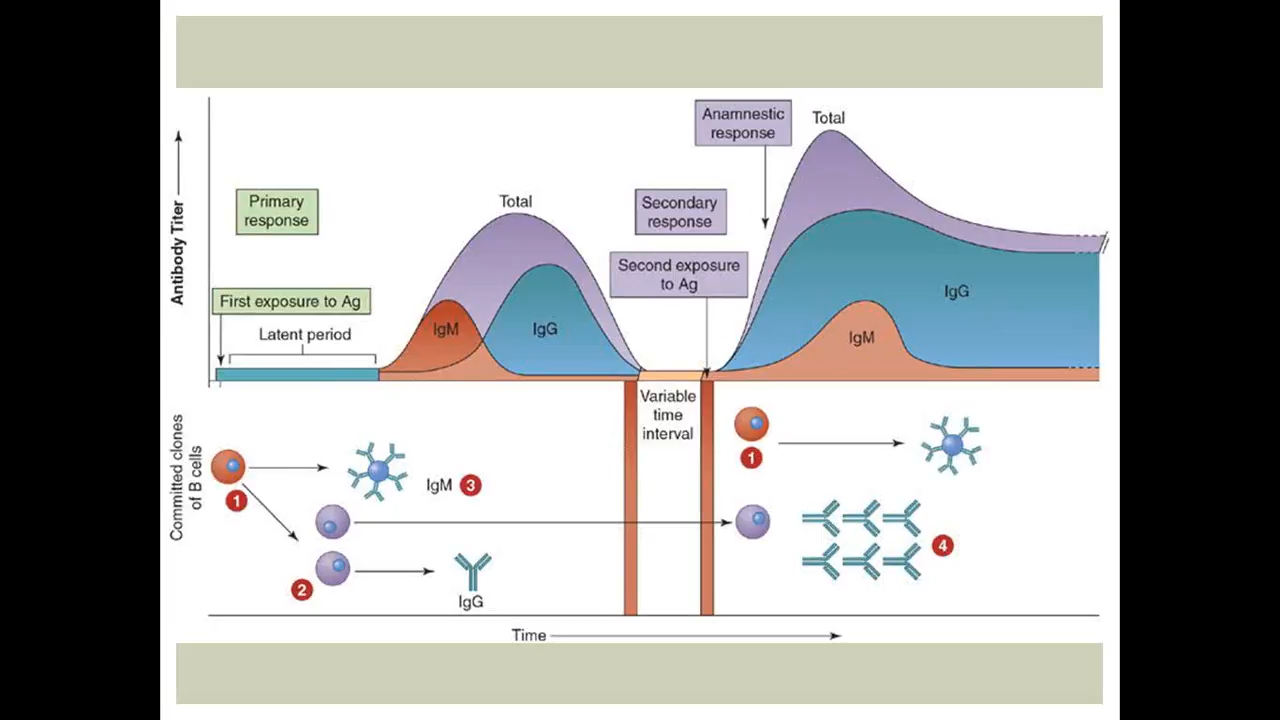 Anamnestic
response
Total
Primary
response
Total
Secondary
response
Second exposure
to Ag
First exposure to Ag
Latent period
IgM
IgG
IgG
IgM
Antibody Titer
Variable
time
interval
Committed clones
of B cells
1
IgM 3
2
IgG
1
4
Time